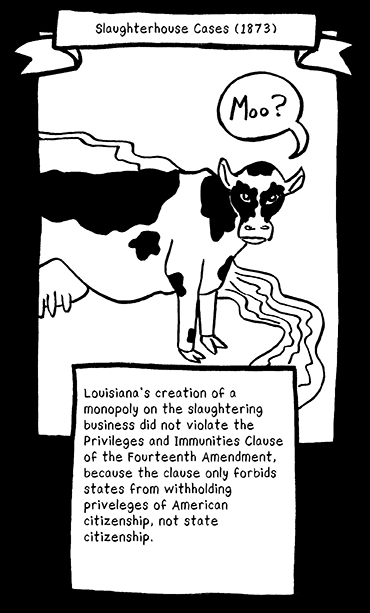 Slaughterhouse Cases (1873)
Moo?
Louisiana's creation of a
monopoly on the slaughtering
business did not violate the
Privileges and Immunities Clause
of the Fourteenth Amendment,
because the clause only forbids
states from withholding
priveleges of American
citizenship, not state
citizenship.